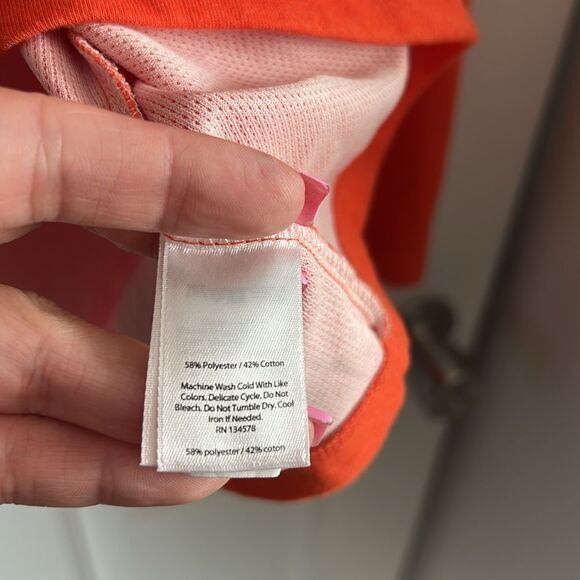 58% Polyester / 42% Cotton
Machine Wash Cold With Like
Colors. Delicate Cycle. Do Not
Bleach. Do Not Tumble Dry. Cool
Iron If Needed.
RN 134578
58% polyester / 42% cotton